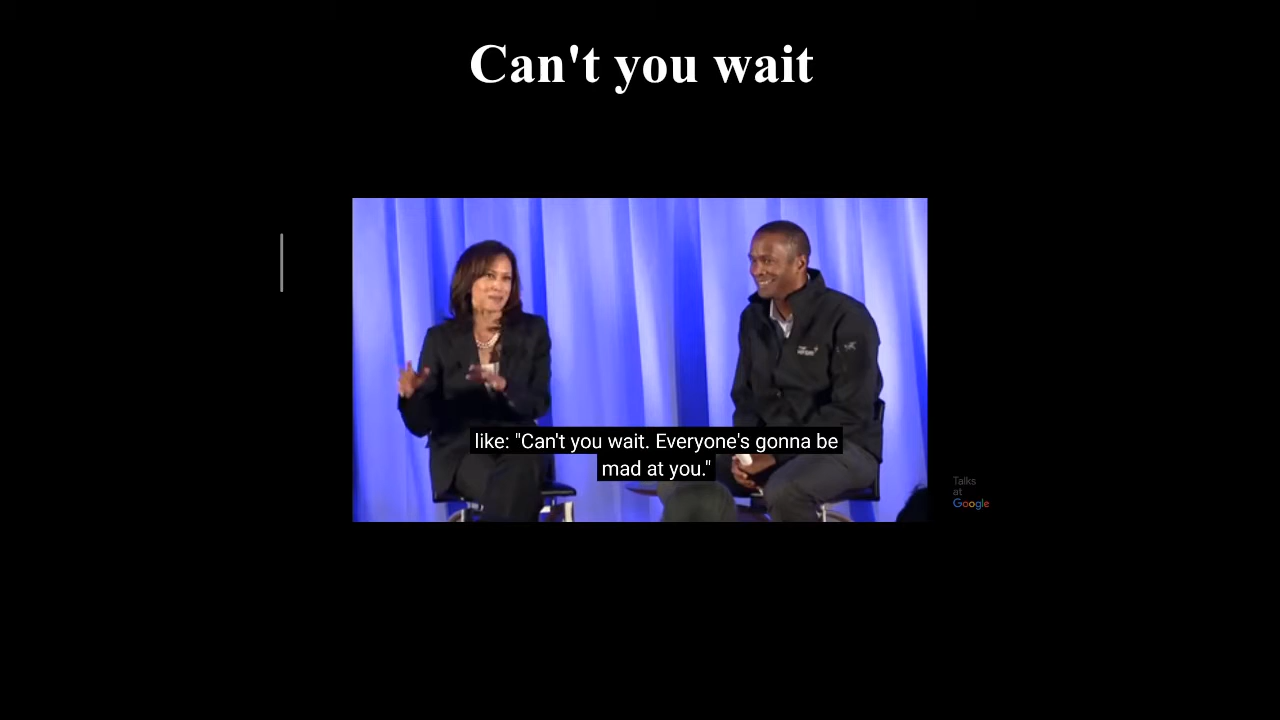 Can't you wait
like: "Can't you wait. Everyone's gonna be
mad at you."
Talks
at
Google